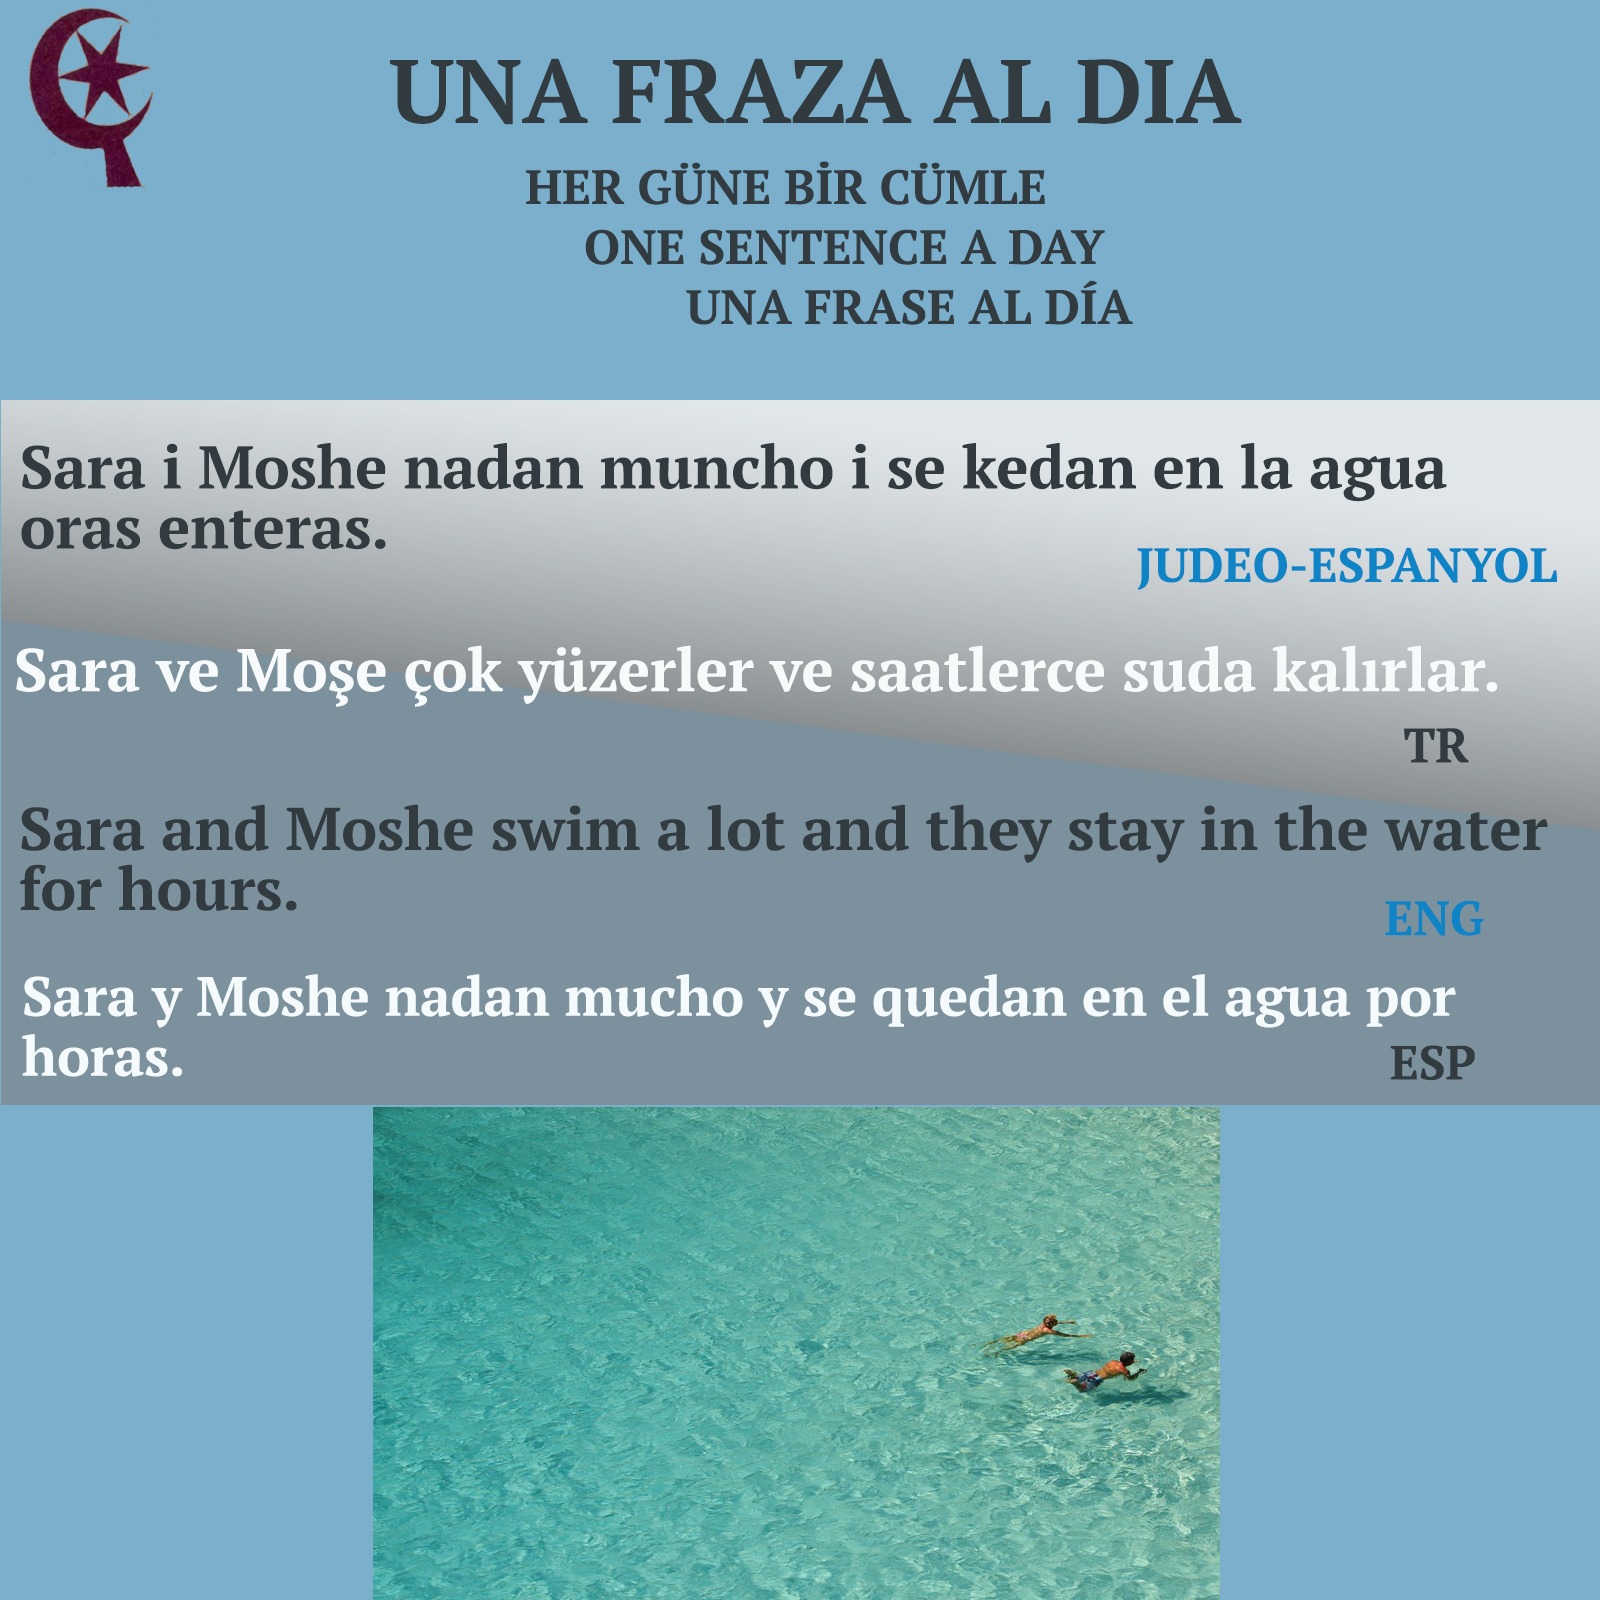 UNA FRAZA AL DIA
HER GÜNE BİR CÜMLE
ONE SENTENCE A DAY
UNA FRASE AL DÍA
Sara i Moshe nadan muncho i se kedan en la agua
oras enteras.
JUDEO-ESPANYOL
Sara ve Moşe çok yüzerler ve saatlerce suda kalırlar.
TR
Sara and Moshe swim a lot and they stay in the water
for hours.
ENG
Sara y Moshe nadan mucho y se quedan en el agua por
horas.
ESP